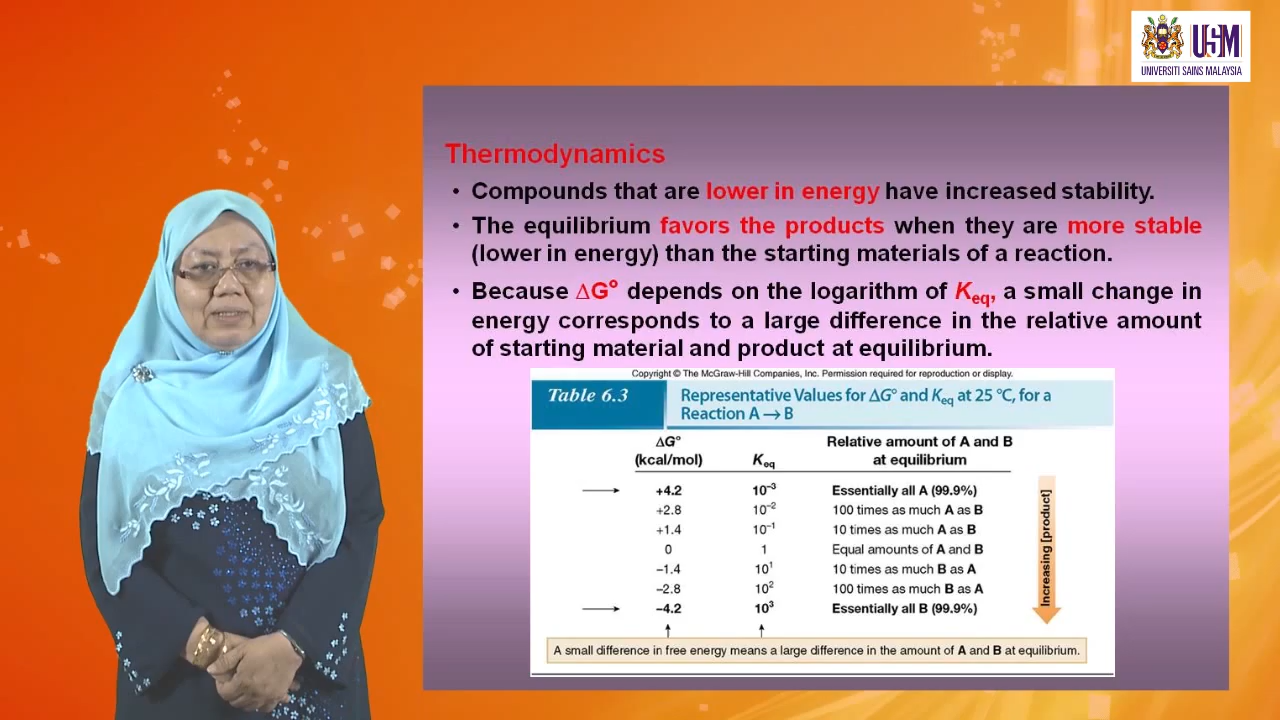 USM
UNIVERSITI SAINS MALAYSIA
Thermodynamics
• Compounds that are lower in energy have increased stability.
• The equilibrium favors the products when they are more stable
(lower in energy) than the starting materials of a reaction.
• Because ΔG° depends on the logarithm of Keq, a small change in
energy corresponds to a large difference in the relative amount
of starting material and product at equilibrium.
Copyright © The McGraw-Hill Companies, Inc. Permission required for reproduction or display.
Table 6.3
Representative Values for ΔG° and Keq at 25 °C, for a
Reaction A → B
ΔG°
(kcal/mol)
Keq
Relative amount of A and B
at equilibrium
+4.2 10⁻³ Essentially all A (99.9%)
+2.8 10⁻² 100 times as much A as B
+1.4 10⁻¹ 10 times as much A as B
0 1 Equal amounts of A and B
−1.4 10¹ 10 times as much B as A
−2.8 10² 100 times as much B as A
−4.2 10³ Essentially all B (99.9%)
Increasing [product]
A small difference in free energy means a large difference in the amount of A and B at equilibrium.